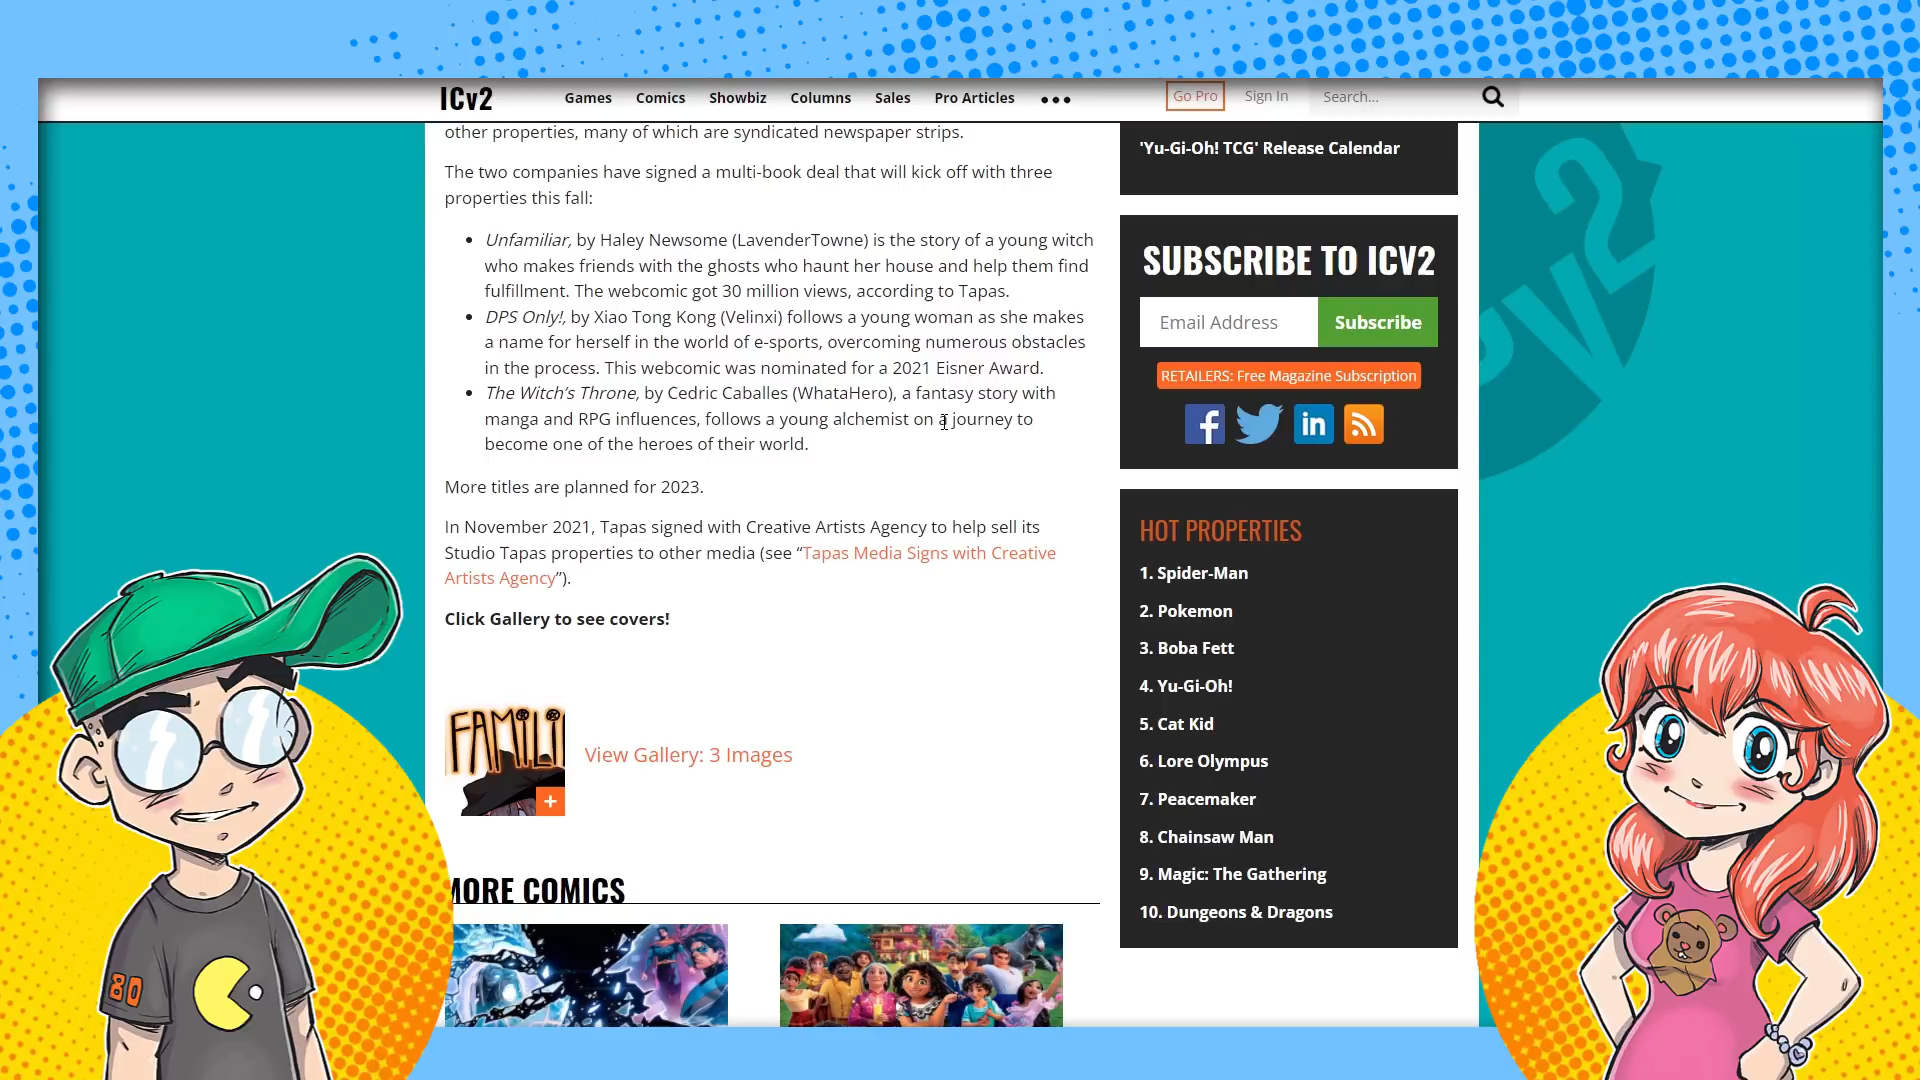 ICv2
Games Comics Showbiz Columns Sales Pro Articles
Go Pro Sign In Search...
other properties, many of which are syndicated newspaper strips.
The two companies have signed a multi-book deal that will kick off with three
properties this fall:
• Unfamiliar, by Haley Newsome (LavenderTowne) is the story of a young witch
who makes friends with the ghosts who haunt her house and help them find
fulfillment. The webcomic got 30 million views, according to Tapas.
• DPS Only!, by Xiao Tong Kong (Velinxi) follows a young woman as she makes
a name for herself in the world of e-sports, overcoming numerous obstacles
in the process. This webcomic was nominated for a 2021 Eisner Award.
• The Witch's Throne, by Cedric Caballes (WhataHero), a fantasy story with
manga and RPG influences, follows a young alchemist on a journey to
become one of the heroes of their world.
More titles are planned for 2023.
In November 2021, Tapas signed with Creative Artists Agency to help sell its
Studio Tapas properties to other media (see “Tapas Media Signs with Creative
Artists Agency”).
Click Gallery to see covers!
FAMILI
View Gallery: 3 Images
MORE COMICS
'Yu-Gi-Oh! TCG' Release Calendar
SUBSCRIBE TO ICV2
Email Address Subscribe
RETAILERS: Free Magazine Subscription
HOT PROPERTIES
1. Spider-Man
2. Pokemon
3. Boba Fett
4. Yu-Gi-Oh!
5. Cat Kid
6. Lore Olympus
7. Peacemaker
8. Chainsaw Man
9. Magic: The Gathering
10. Dungeons & Dragons
80